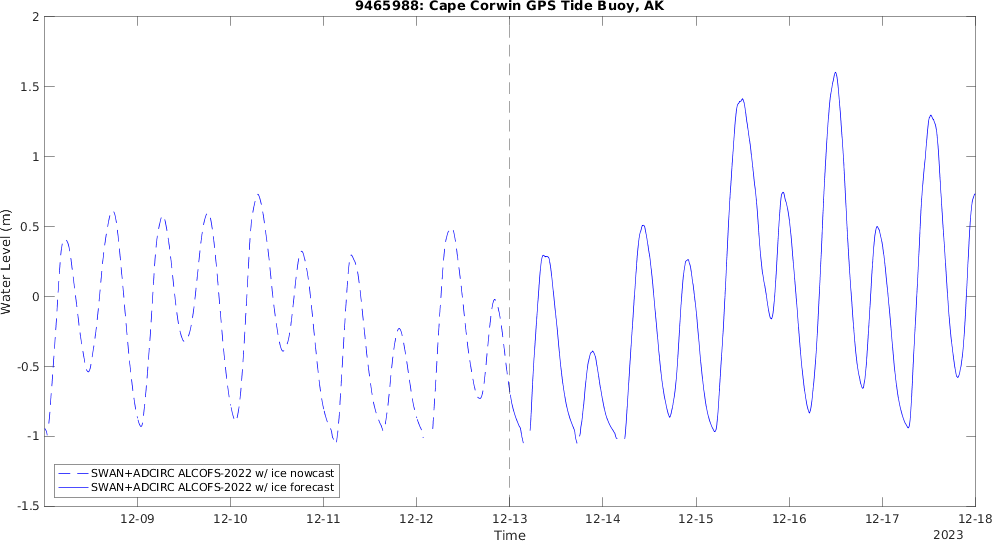 9465988: Cape Corwin GPS Tide Buoy, AK
2
1.5
1
0.5
0
-0.5
-1
-1.5
Water Level (m)
SWAN+ADCIRC ALCOFS-2022 w/ ice nowcast
SWAN+ADCIRC ALCOFS-2022 w/ ice forecast
12-09 12-10 12-11 12-12 12-13 12-14 12-15 12-16 12-17 12-18
Time
2023